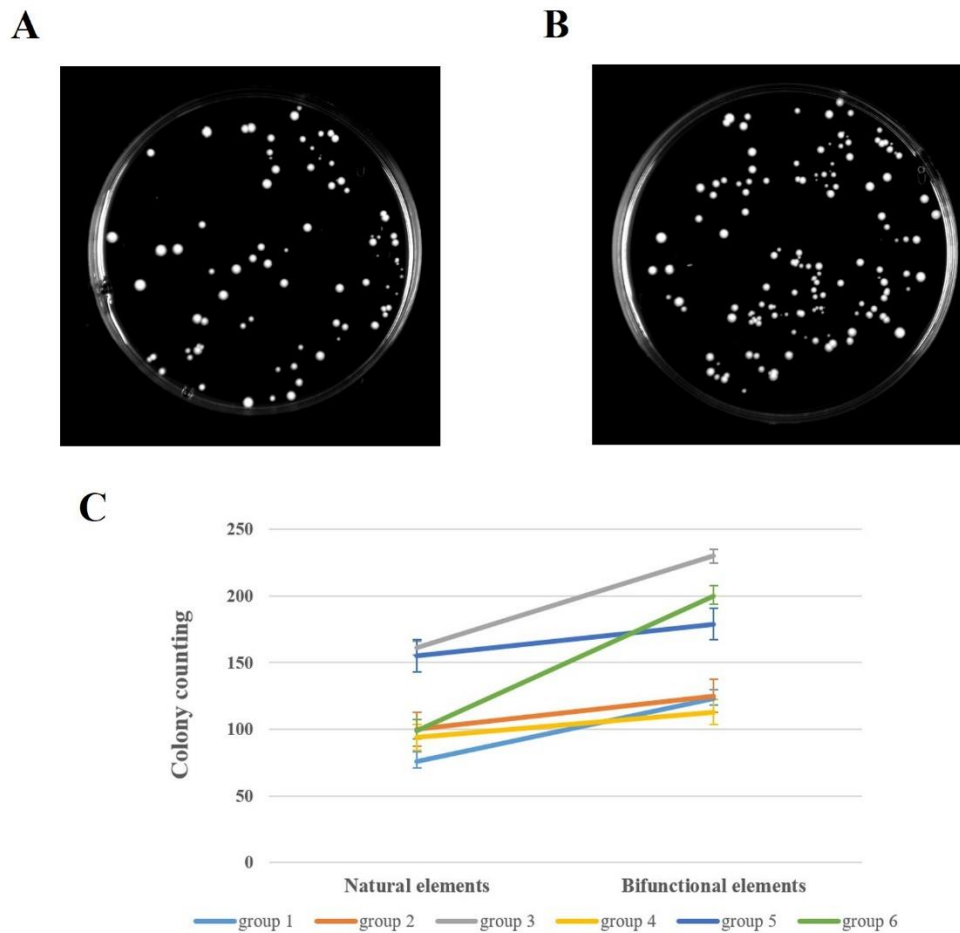 A
B
C
250
200
150
100
50
0
Colony counting
Natural elements
Bifunctional elements
group 1
group 2
group 3
group 4
group 5
group 6